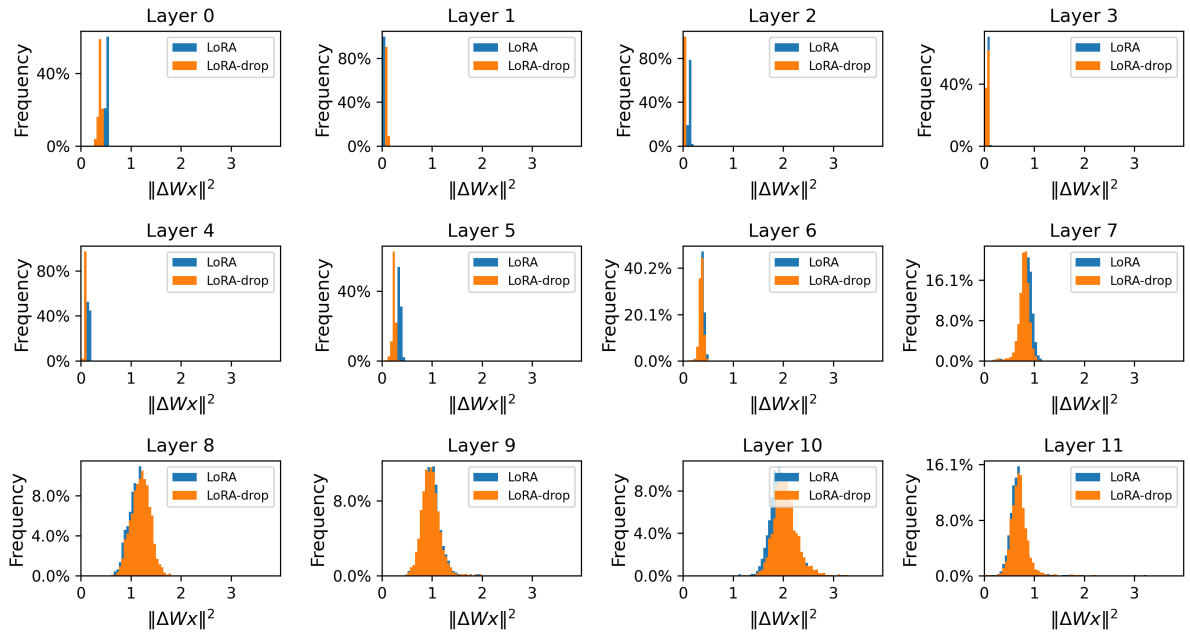 Layer 0
Frequency
40%
0%
LoRA
LoRA-drop
0 1 2 3
‖ΔWx‖²
Layer 1
Frequency
80%
40%
0%
LoRA
LoRA-drop
0 1 2 3
‖ΔWx‖²
Layer 2
Frequency
80%
40%
0%
LoRA
LoRA-drop
0 1 2 3
‖ΔWx‖²
Layer 3
Frequency
40%
0%
LoRA
LoRA-drop
0 1 2 3
‖ΔWx‖²
Layer 4
Frequency
80%
40%
0%
LoRA
LoRA-drop
0 1 2 3
‖ΔWx‖²
Layer 5
Frequency
40%
0%
LoRA
LoRA-drop
0 1 2 3
‖ΔWx‖²
Layer 6
Frequency
40.2%
20.1%
0.0%
LoRA
LoRA-drop
0 1 2 3
‖ΔWx‖²
Layer 7
Frequency
16.1%
8.0%
0.0%
LoRA
LoRA-drop
0 1 2 3
‖ΔWx‖²
Layer 8
Frequency
8.0%
4.0%
0.0%
LoRA
LoRA-drop
0 1 2 3
‖ΔWx‖²
Layer 9
Frequency
8.0%
0.0%
LoRA
LoRA-drop
0 1 2 3
‖ΔWx‖²
Layer 10
Frequency
8.0%
4.0%
0.0%
LoRA
LoRA-drop
0 1 2 3
‖ΔWx‖²
Layer 11
Frequency
16.1%
8.0%
0.0%
LoRA
LoRA-drop
0 1 2 3
‖ΔWx‖²